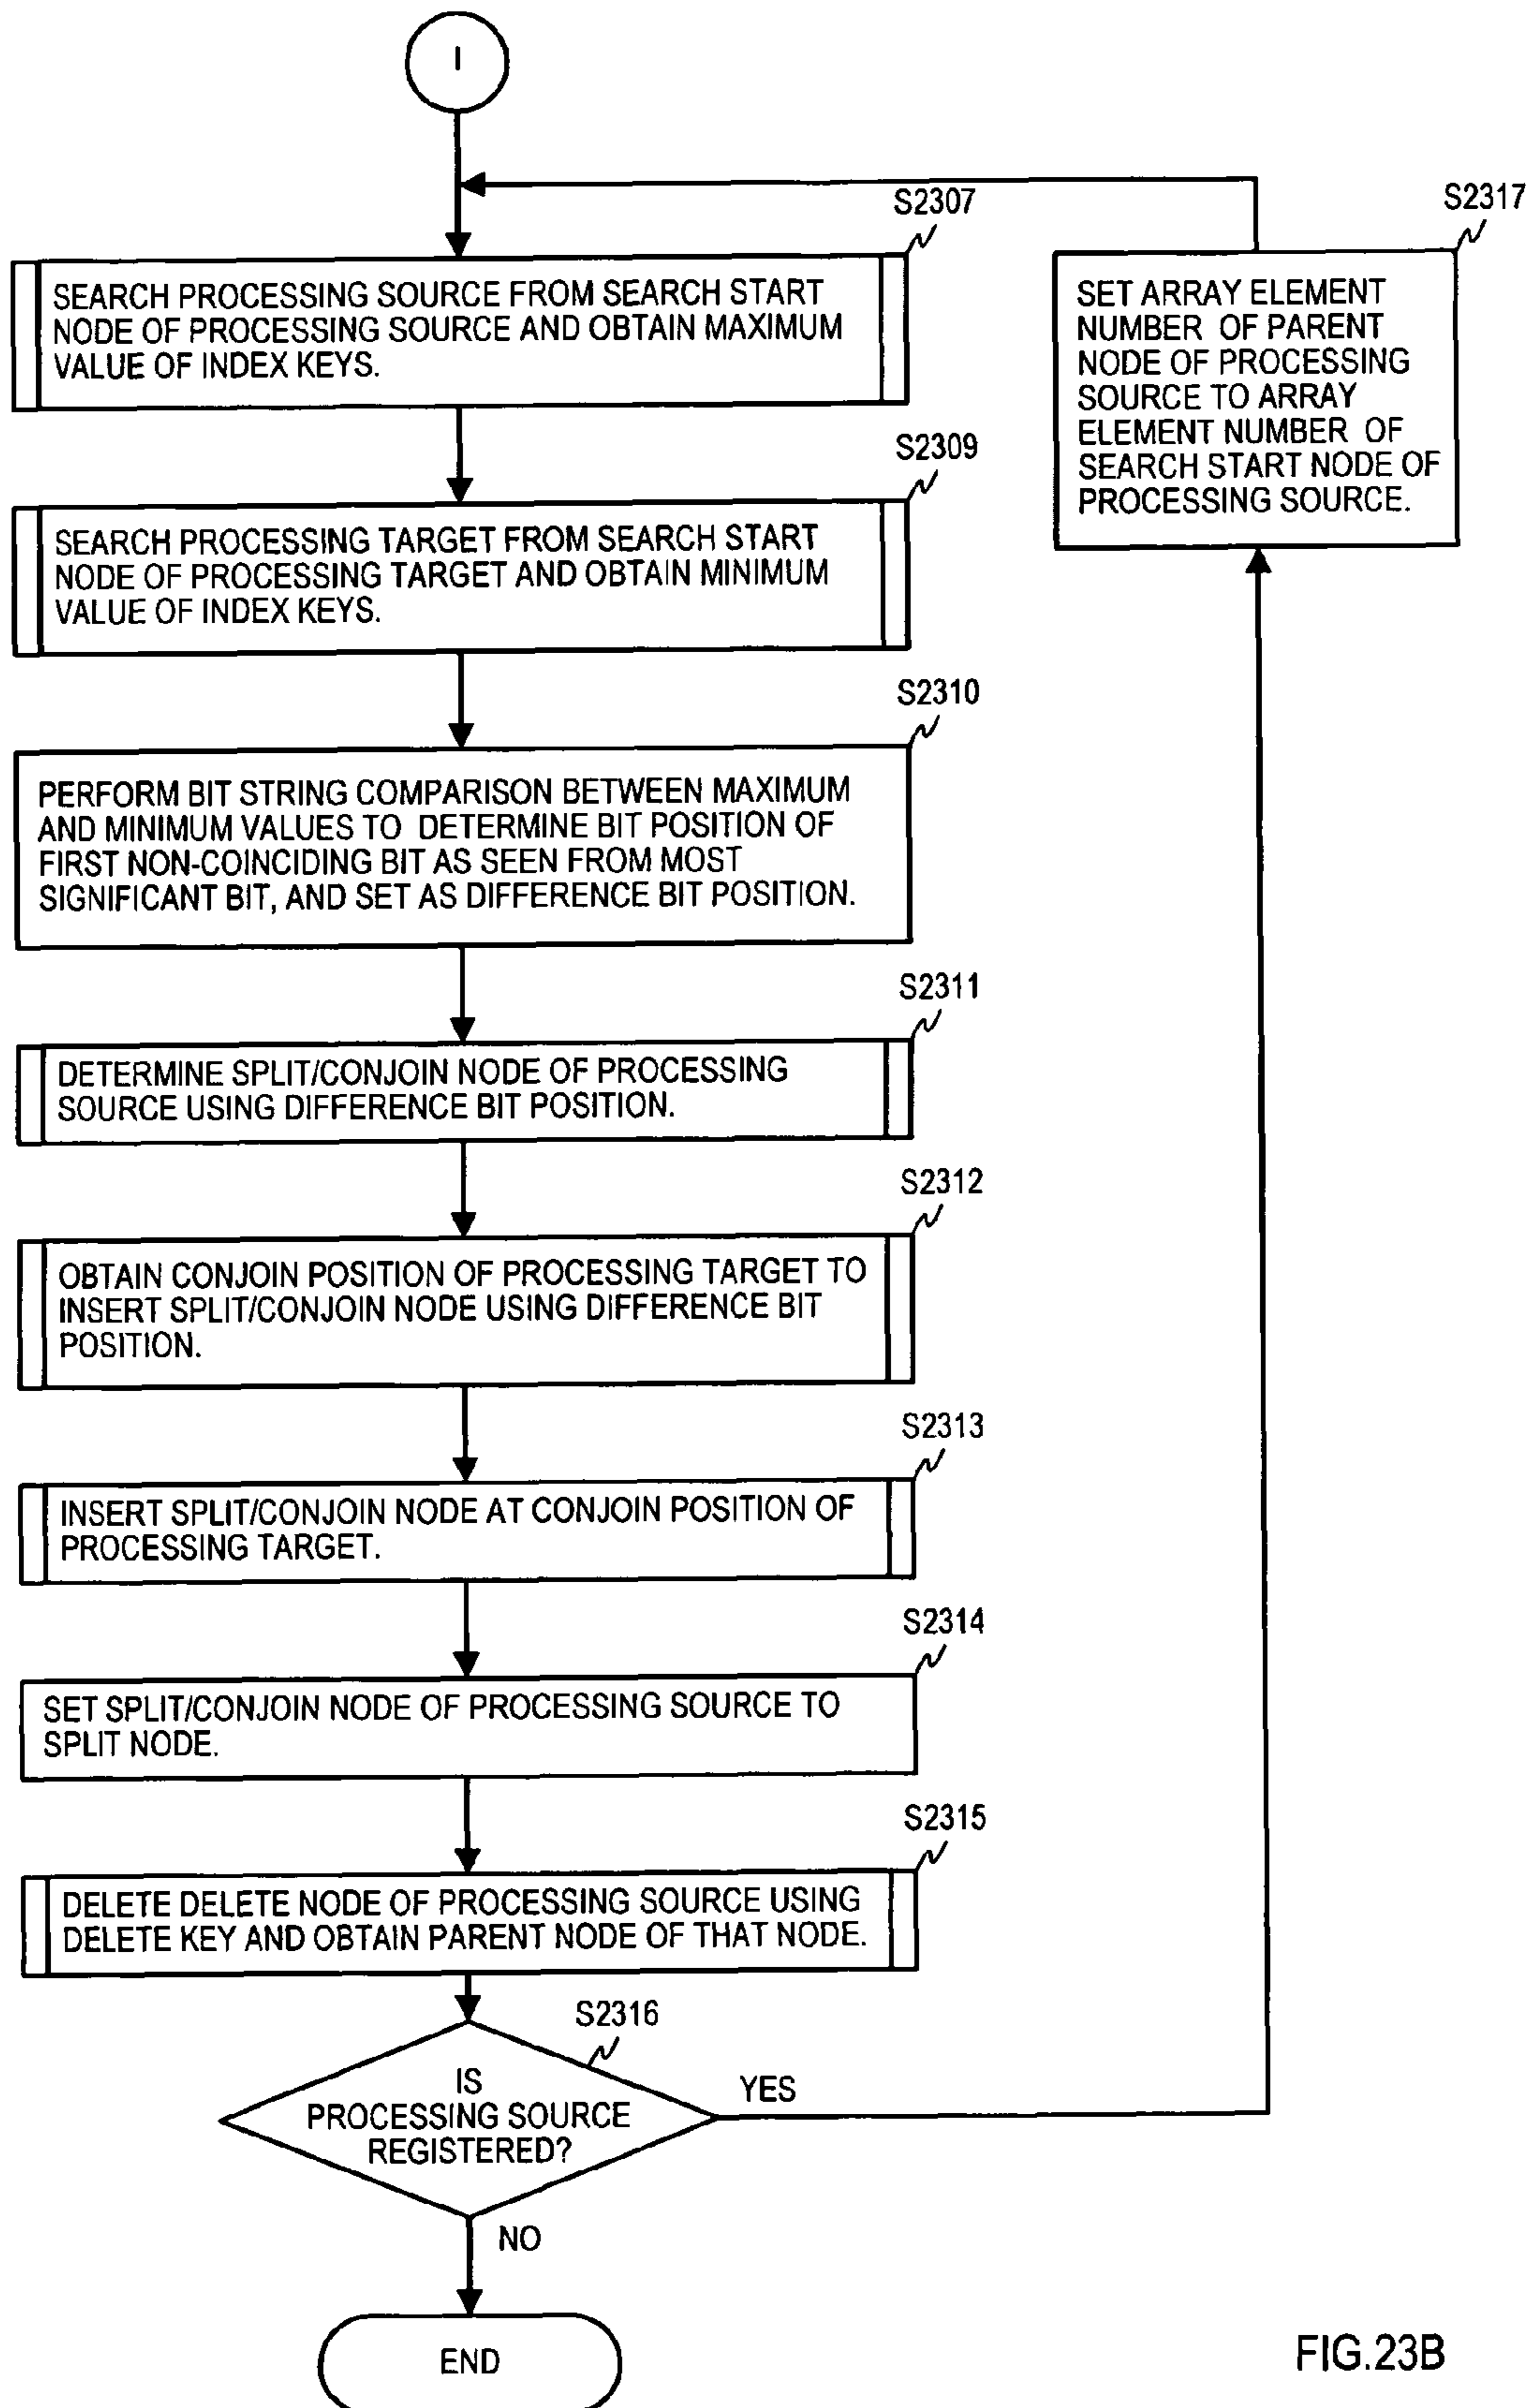 I
S2307
SEARCH PROCESSING SOURCE FROM SEARCH START
NODE OF PROCESSING SOURCE AND OBTAIN MAXIMUM
VALUE OF INDEX KEYS.
S2309
SEARCH PROCESSING TARGET FROM SEARCH START
NODE OF PROCESSING TARGET AND OBTAIN MINIMUM
VALUE OF INDEX KEYS.
S2310
PERFORM BIT STRING COMPARISON BETWEEN MAXIMUM
AND MINIMUM VALUES TO DETERMINE BIT POSITION OF
FIRST NON-COINCIDING BIT AS SEEN FROM MOST
SIGNIFICANT BIT, AND SET AS DIFFERENCE BIT POSITION.
S2311
DETERMINE SPLIT/CONJOIN NODE OF PROCESSING
SOURCE USING DIFFERENCE BIT POSITION.
S2312
OBTAIN CONJOIN POSITION OF PROCESSING TARGET TO
INSERT SPLIT/CONJOIN NODE USING DIFFERENCE BIT
POSITION.
S2313
INSERT SPLIT/CONJOIN NODE AT CONJOIN POSITION OF
PROCESSING TARGET.
S2314
SET SPLIT/CONJOIN NODE OF PROCESSING SOURCE TO
SPLIT NODE.
S2315
DELETE DELETE NODE OF PROCESSING SOURCE USING
DELETE KEY AND OBTAIN PARENT NODE OF THAT NODE.
S2316
IS
PROCESSING SOURCE
REGISTERED?
YES
NO
END
S2317
SET ARRAY ELEMENT
NUMBER OF PARENT
NODE OF PROCESSING
SOURCE TO ARRAY
ELEMENT NUMBER OF
SEARCH START NODE OF
PROCESSING SOURCE.
FIG.23B